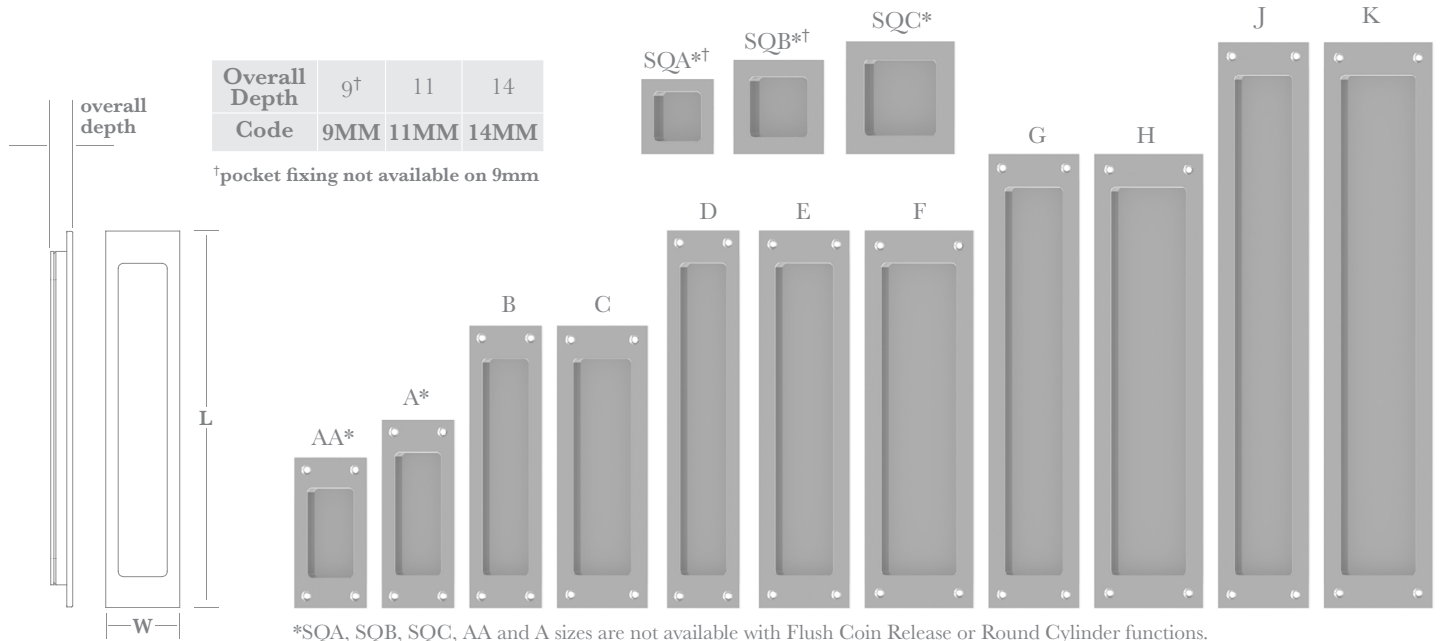 SQA*†
SQB*†
SQC*
J
K
overall
depth
Overall Depth 9† 11 14
Code 9MM 11MM 14MM
†pocket fixing not available on 9mm
G
H
D
E
F
B
C
A*
AA*
L
W
*SQA, SQB, SQC, AA and A sizes are not available with Flush Coin Release or Round Cylinder functions.